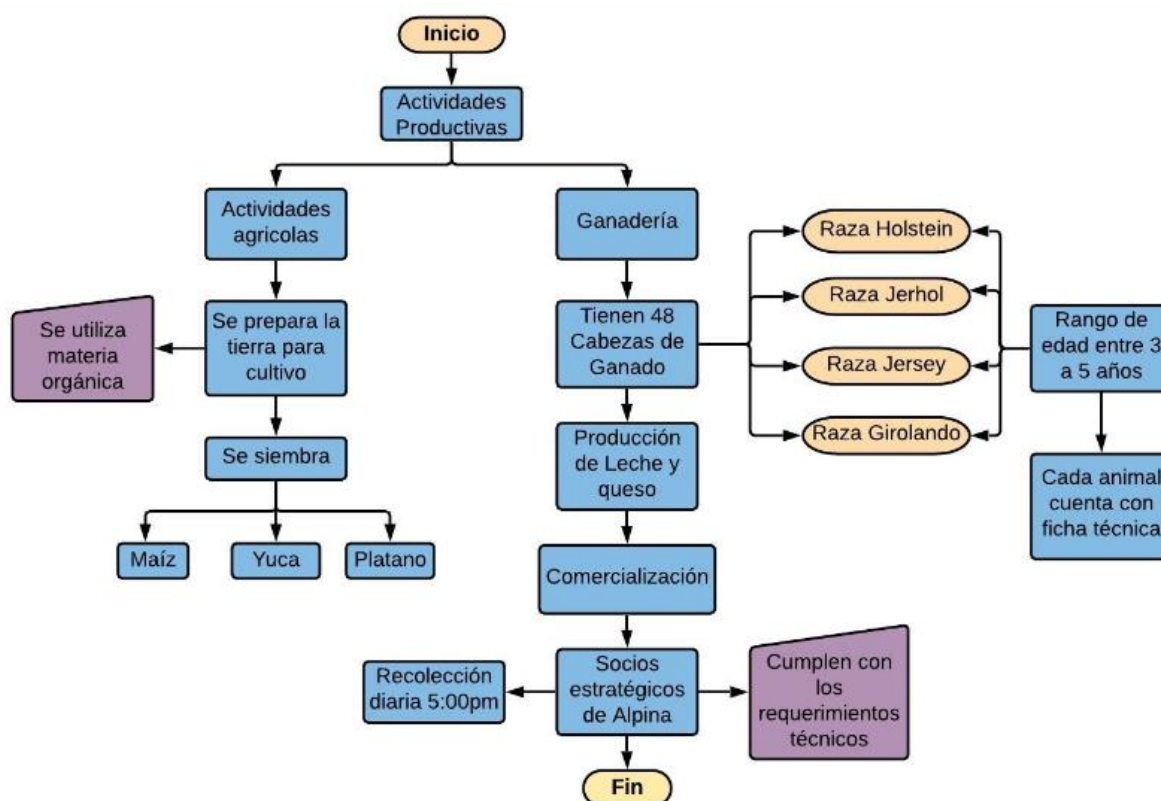 Inicio
Actividades
Productivas
Actividades
agricolas
Ganadería
Raza Holstein
Raza Jerhol
Raza Jersey
Raza Girolando
Se utiliza
materia
orgánica
Se prepara la
tierra para
cultivo
Tienen 48
Cabezas de
Ganado
Rango de
edad entre 3
a 5 años
Se siembra
Producción
de Leche y
queso
Cada animal
cuenta con
ficha técnica
Maíz
Yuca
Platano
Comercialización
Recolección
diaria 5:00pm
Socios
estratégicos
de Alpina
Cumplen con
los
requerimientos
técnicos
Fin